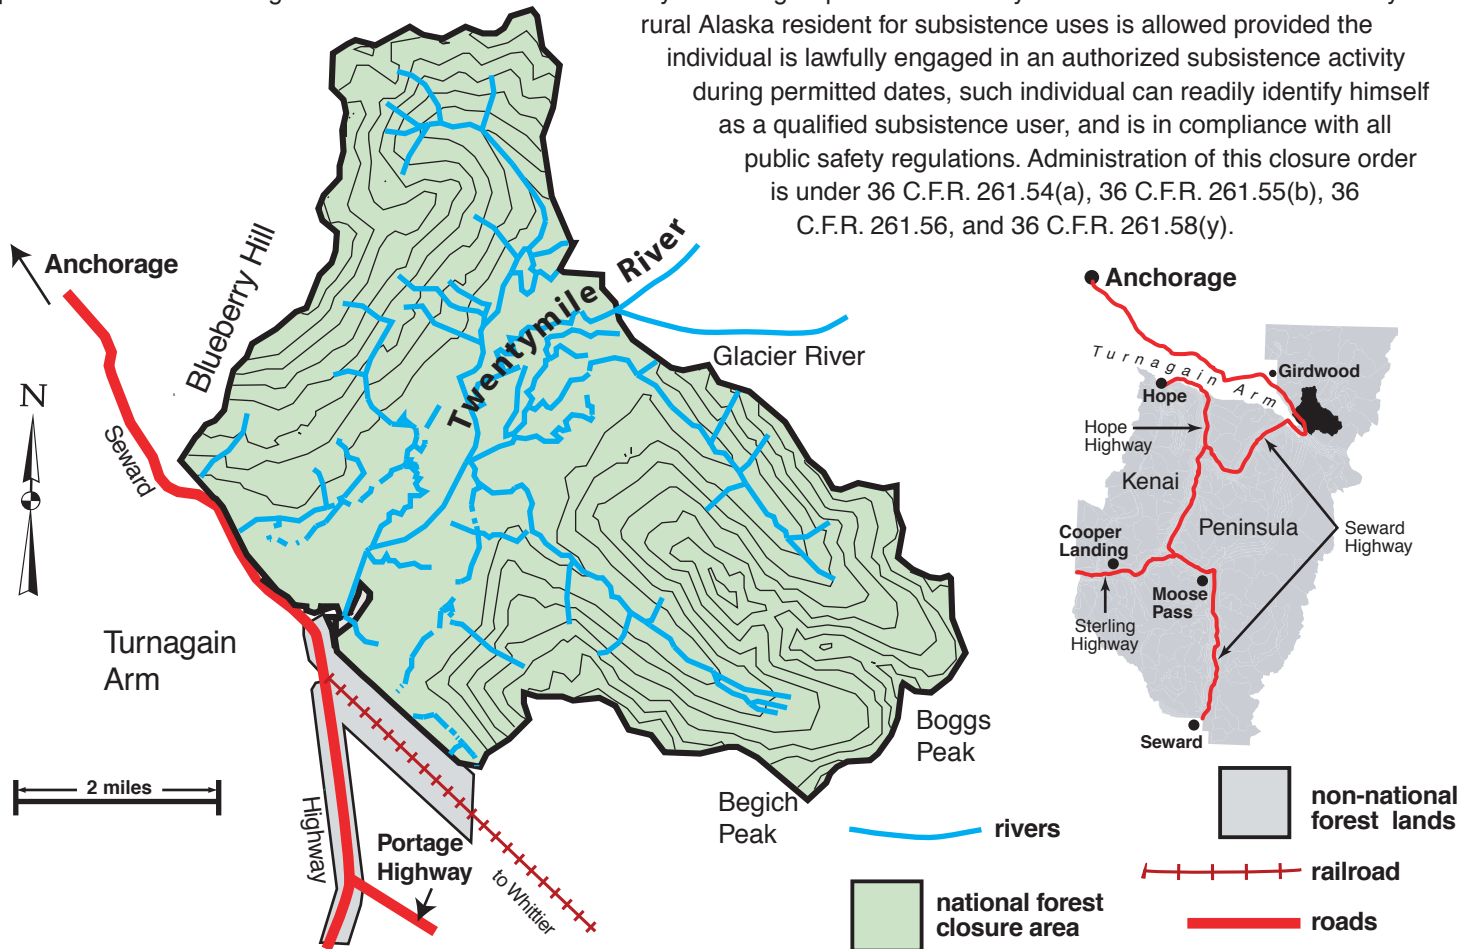 rural Alaska resident for subsistence uses is allowed provided the
individual is lawfully engaged in an authorized subsistence activity
during permitted dates, such individual can readily identify himself
as a qualified subsistence user, and is in compliance with all
public safety regulations. Administration of this closure order
is under 36 C.F.R. 261.54(a), 36 C.F.R. 261.55(b), 36
C.F.R. 261.56, and 36 C.F.R. 261.58(y).
Anchorage
Blueberry Hill
Twentymile River
Glacier River
N
Seward
Turnagain
Arm
2 miles
Highway
Portage
Highway
to Whittier
Begich
Peak
Boggs
Peak
Anchorage
Turnagain Arm
Girdwood
Hope
Hope
Highway
Kenai
Peninsula
Seward
Highway
Cooper
Landing
Moose
Pass
Sterling
Highway
Seward
rivers
national forest
closure area
non-national
forest lands
railroad
roads